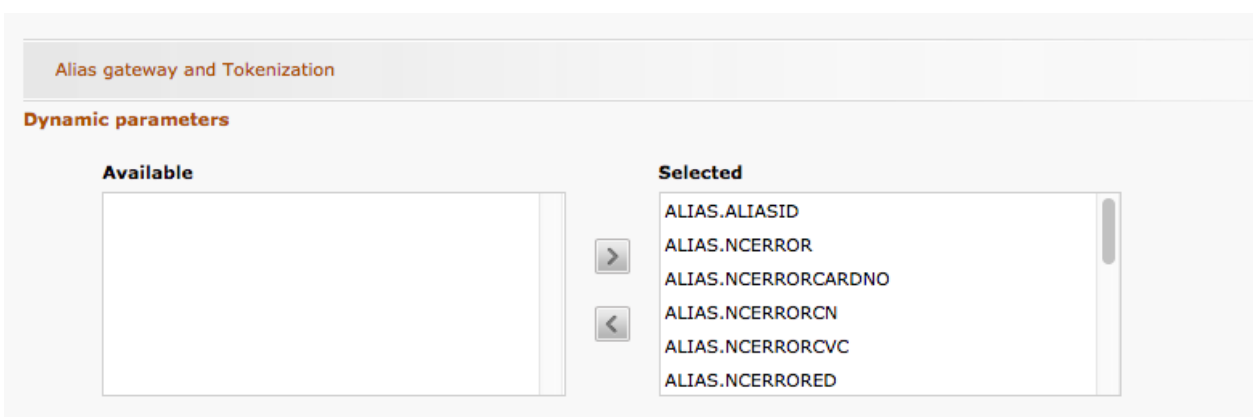 Alias gateway and Tokenization
Dynamic parameters
Available
Selected
ALIAS.ALIASID
ALIAS.NCERROR
ALIAS.NCERRORCARDNO
ALIAS.NCERRORCN
ALIAS.NCERRORCVC
ALIAS.NCERRORED